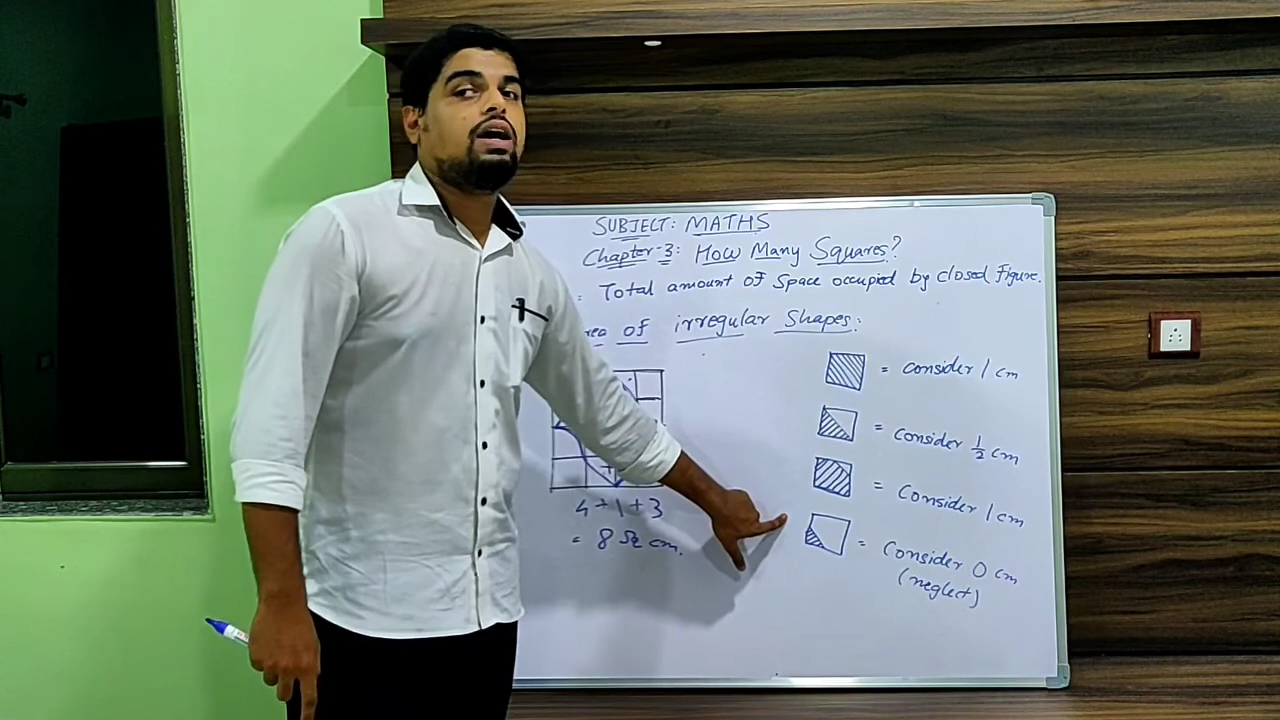 SUBJECT: MATHS
Chapter-3: How Many Squares?
: Total amount of Space occupied by closed Figure.
of irregular Shapes:
= consider 1 cm
= consider 1/2 cm
= Consider 1 cm
= Consider 0 cm
(neglect)
4 + 1 + 3
= 8 Sq cm.